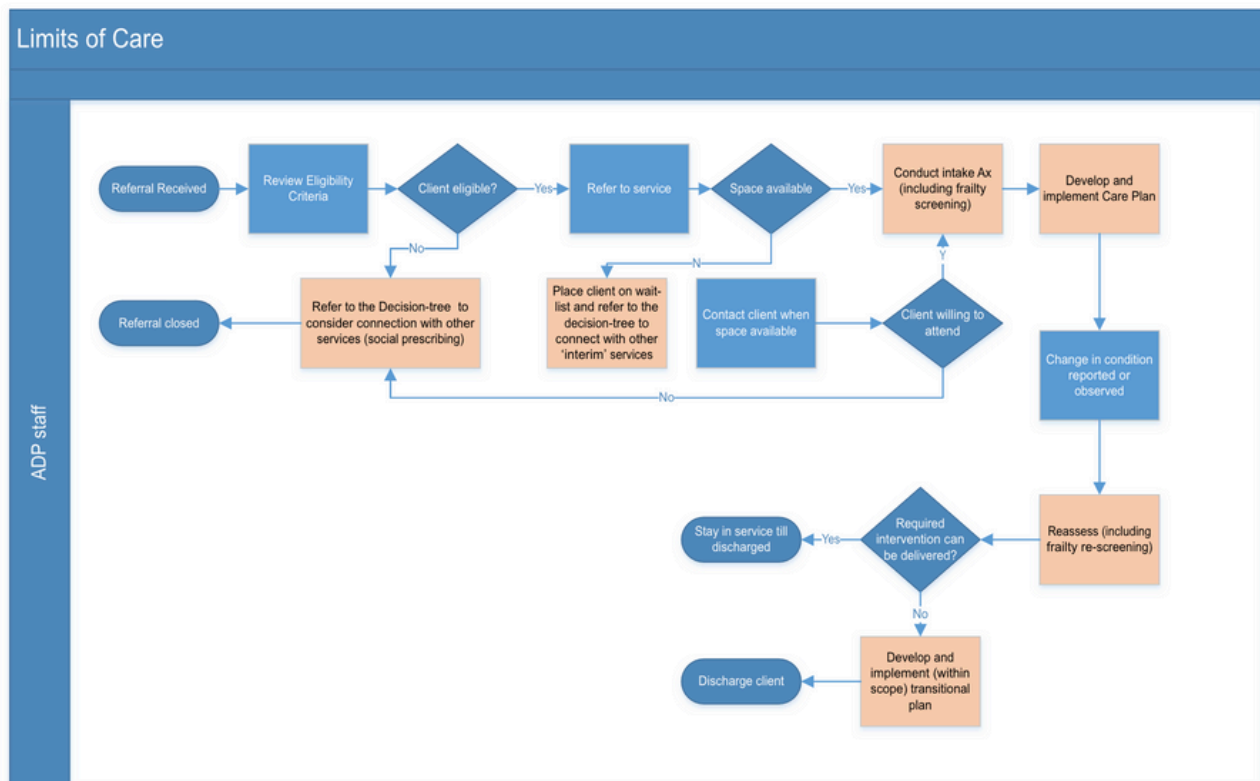 Limits of Care
ADP staff
Referral Received
Review Eligibility
Criteria
Client eligible?
Yes
Refer to service
Space available
Yes
Conduct intake Ax
(including frailty
screening)
Develop and
implement Care Plan
No
N
Y
Referral closed
Refer to the Decision-tree to
consider connection with other
services (social prescribing)
Place client on wait-
list and refer to the
decision-tree to
connect with other
other 'interim' services
Contact client when
space available
Client willing to
attend
No
Change in condition
reported or
observed
Stay in service till
discharged
Yes
Required
intervention can
be delivered?
Reassess (including
frailty re-screening)
No
Discharge client
Develop and
implement (within
scope) transitional
plan